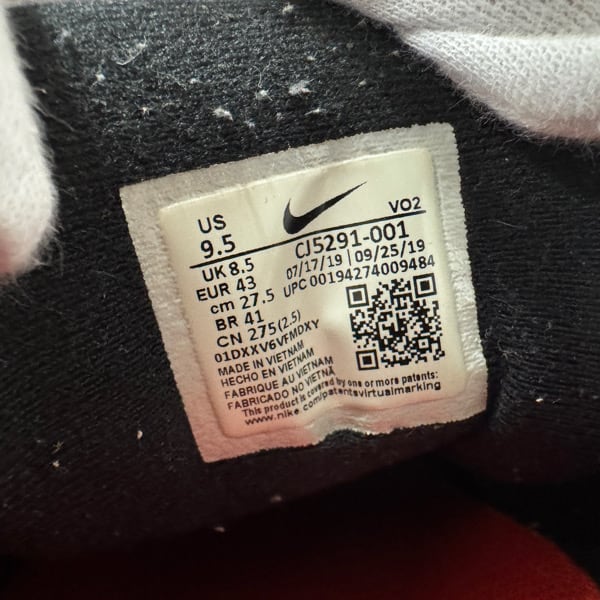 US
9.5
VO2
UK 8.5
EUR 43
cm 27.5
BR 41
CN 275(2.5)
CJ5291-001
07/17/19 | 09/25/19
UPC 00194274009484
01DXXV6VFMDXY
MADE IN VIETNAM
HECHO EN VIETNAM
FABRIQUE AU VIETNAM
FABRICADO NO VIETNÃ
This product is covered by one or more patents:
www.nike.com/patentsvirtualmarking